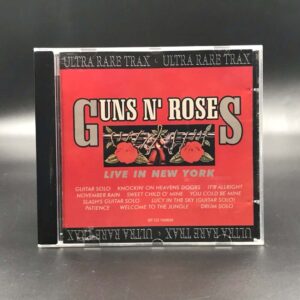 ULTRA RARE TRAX • ULTRA RARE TRAX
GUNS N' ROSES
LIVE IN NEW YORK
GUITAR SOLO KNOCKIN' ON HEAVENS DOORS IT'S ALLRIGHT
NOVEMBER RAIN SWEET CHILD O' MINE YOU COULD BE MINE
SLASH'S GUITAR SOLO LUCY IN THE SKY (GUITAR SOLO)
PATIENCE WELCOME TO THE JUNGLE DRUM SOLO
ULTRA RARE TRAX • ULTRA RARE TRAX